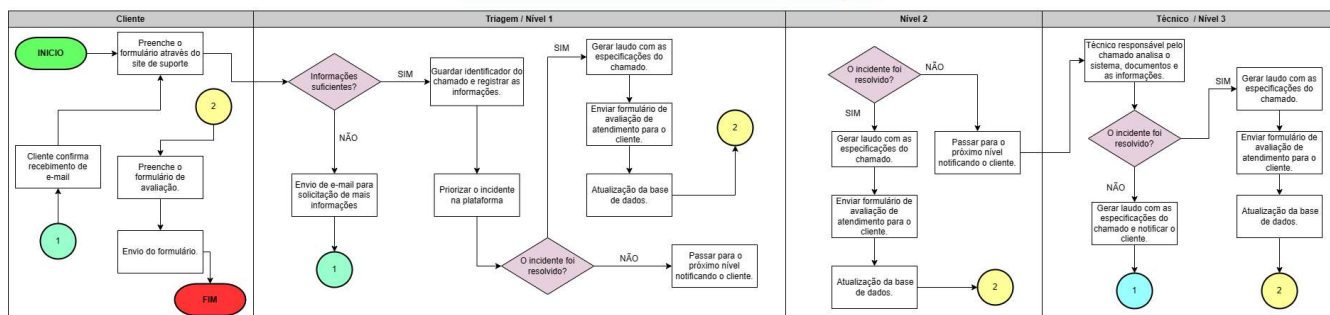 Cliente
INICIO
Preenche o
formulário através do
site de suporte
2
Cliente confirma
recebimento de
e-mail
Preenche o
formulário de
avaliação.
1
Envio do formulário.
FIM
Triagem / Nível 1
Informações
suficientes?
SIM
Guardar identificador do
chamado e registrar as
informações.
NÃO
Envio de e-mail para
solicitação de mais
informações
1
Priorizar o incidente
na plataforma
O incidente foi
resolvido?
SIM
Gerar laudo com as
especificações do
chamado.
Enviar formulário de
avaliação de
atendimento para o
cliente.
2
Atualização da base
de dados.
NÃO
Passar para o
próximo nível
notificando o cliente.
Nível 2
O incidente foi
resolvido?
NÃO
SIM
Gerar laudo com as
especificações do
chamado.
Passar para o
próximo nível
notificando o cliente.
Enviar formulário de
avaliação de
atendimento para o
cliente.
Atualização da base
de dados.
2
Técnico / Nível 3
Técnico responsável pelo
chamado analisa o
sistema, documentos e
as informações.
SIM
Gerar laudo com as
especificações do
chamado.
O incidente foi
resolvido?
Enviar formulário de
avaliação de
atendimento para o
cliente.
NÃO
Gerar laudo com as
especificações do
chamado e notificar o
cliente.
Atualização da base
de dados.
1
2